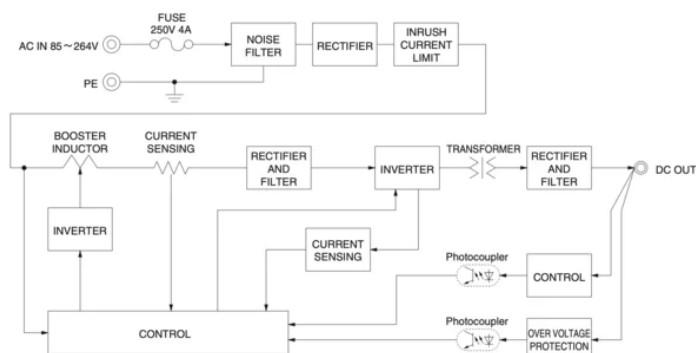 FUSE
250V 4A
AC IN 85~264V
NOISE
FILTER
RECTIFIER
INRUSH
CURRENT
LIMIT
PE
BOOSTER
INDUCTOR
CURRENT
SENSING
RECTIFIER
AND
FILTER
INVERTER
TRANSFORMER
RECTIFIER
AND
FILTER
DC OUT
INVERTER
CURRENT
SENSING
Photocoupler
CONTROL
CONTROL
Photocoupler
OVER VOLTAGE
PROTECTION